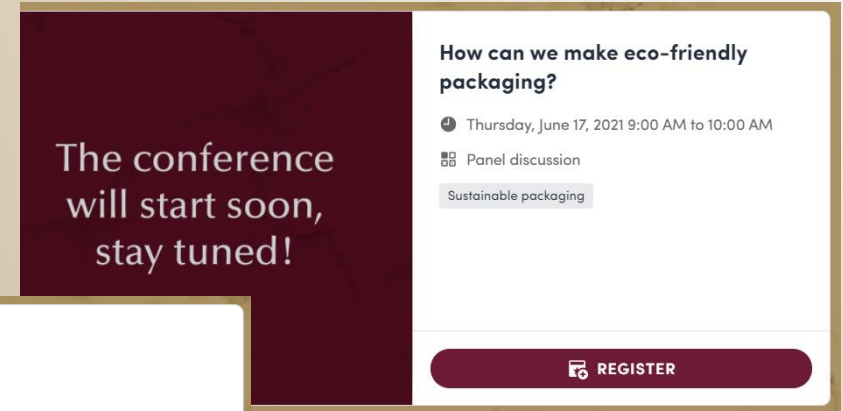 The conference
will start soon,
stay tuned!
How can we make eco-friendly
packaging?
Thursday, June 17, 2021 9:00 AM to 10:00 AM
Panel discussion
Sustainable packaging
REGISTER